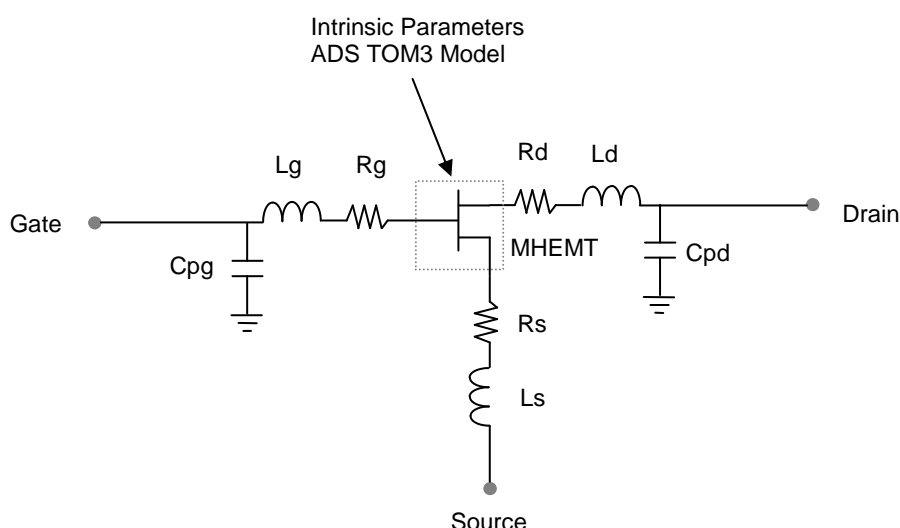 Intrinsic Parameters
ADS TOM3 Model
Lg
Rg
Rd
Ld
Gate
Drain
Cpg
MHEMT
Cpd
Rs
Ls
Source